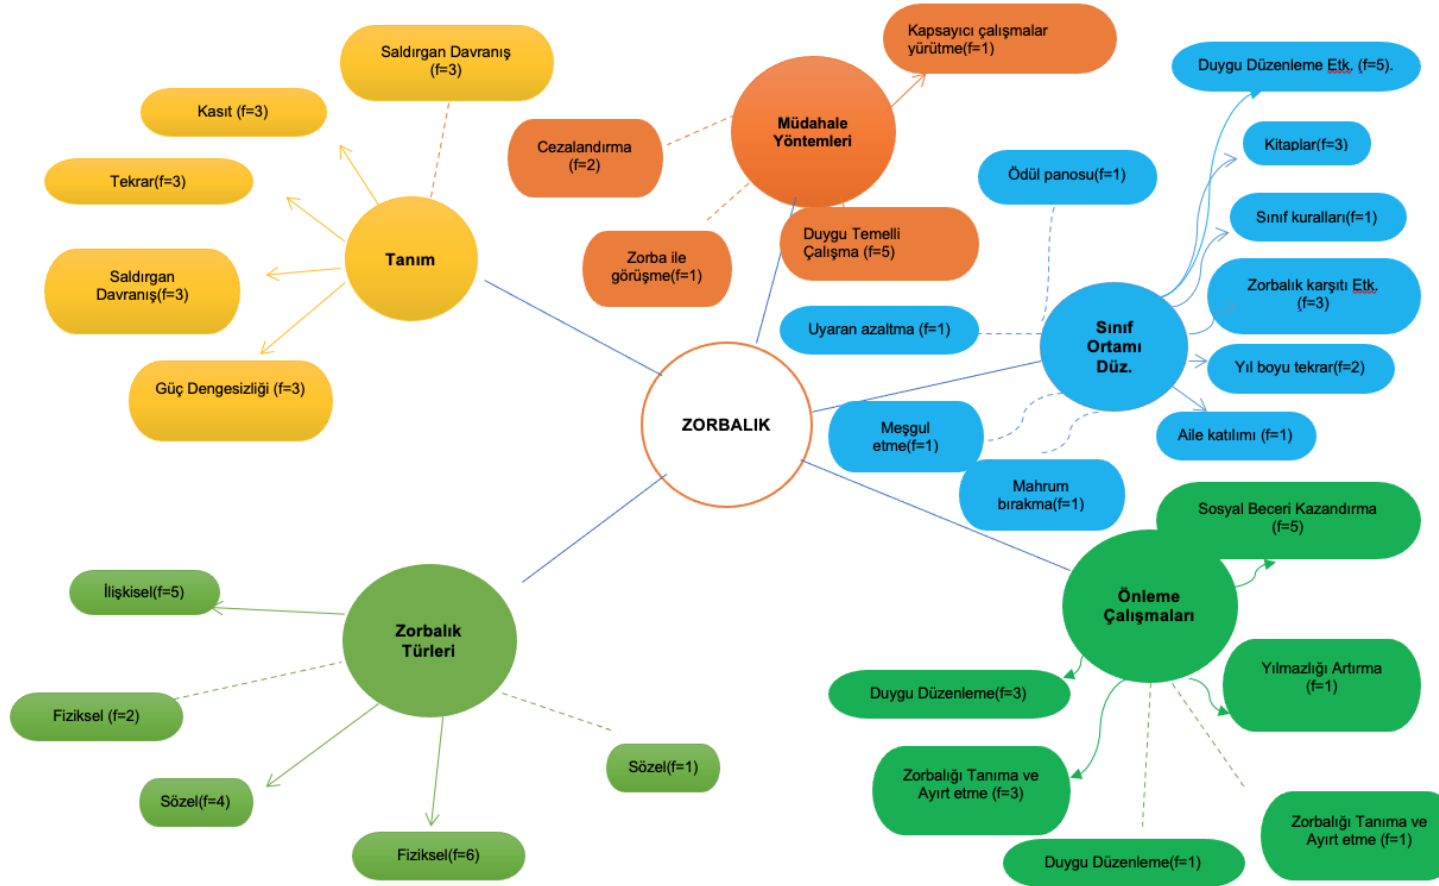 Saldırgan Davranış
(f=3)
Kasıt (f=3)
Tekrar(f=3)
Saldırgan
Davranış(f=3)
Güç Dengesizliği (f=3)
Tanım
Kapsayıcı çalışmalar
yürütme(f=1)
Müdahale
Yöntemleri
Cezalandırma
(f=2)
Zorba ile
görüşme(f=1)
Duygu Temelli
Çalışma (f=5)
Duygu Düzenleme Etk. (f=5).
Kitaplar(f=3)
Ödül panosu(f=1)
Sınıf kuralları(f=1)
Zorbalık karşıtı Etk.
(f=3)
Uyaran azaltma (f=1)
Sınıf
Ortamı
Düz.
Yıl boyu tekrar(f=2)
Meşgul
etme(f=1)
Aile katılımı (f=1)
Mahrum
bırakma(f=1)
ZORBALIK
Sosyal Beceri Kazandırma
(f=5)
Önleme
Çalışmaları
Yılmazlığı Artırma
(f=1)
Duygu Düzenleme(f=3)
Zorbalığı Tanıma ve
Ayırt etme (f=3)
Duygu Düzenleme(f=1)
Zorbalığı Tanıma ve
Ayırt etme (f=1)
İlişkisel(f=5)
Zorbalık
Türleri
Fiziksel (f=2)
Sözel(f=4)
Fiziksel(f=6)
Sözel(f=1)